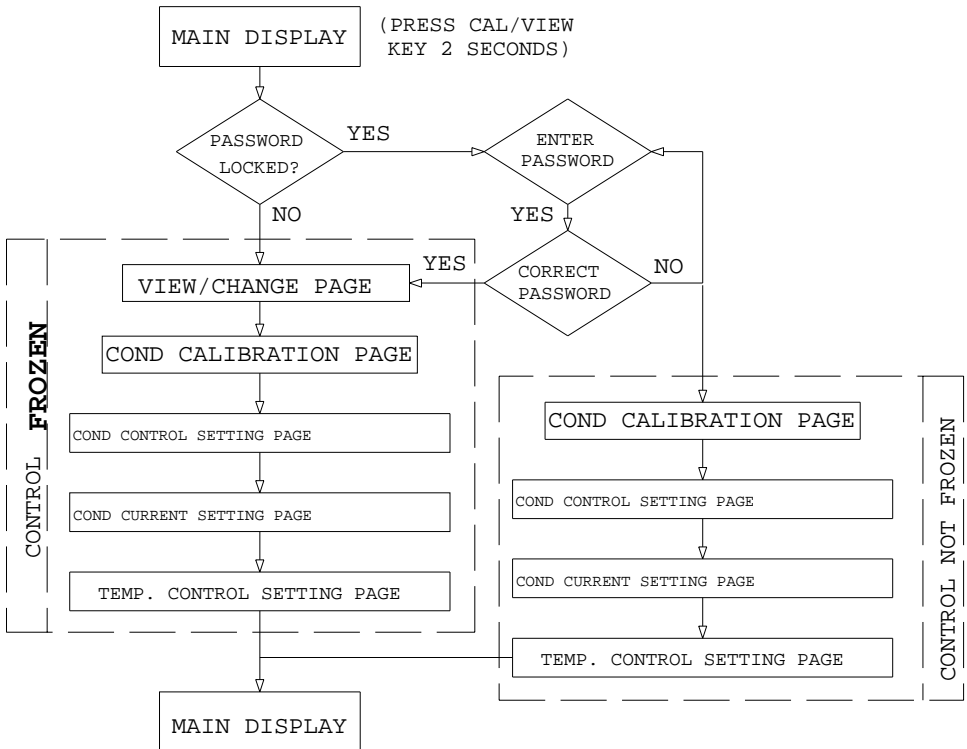 MAIN DISPLAY
(PRESS CAL/VIEW
KEY 2 SECONDS)
PASSWORD
LOCKED?
YES
ENTER
PASSWORD
NO
YES
VIEW/CHANGE PAGE
YES
CORRECT
PASSWORD
NO
CONTROL FROZEN
COND CALIBRATION PAGE
COND CONTROL SETTING PAGE
COND CURRENT SETTING PAGE
TEMP. CONTROL SETTING PAGE
COND CALIBRATION PAGE
COND CONTROL SETTING PAGE
COND CURRENT SETTING PAGE
TEMP. CONTROL SETTING PAGE
CONTROL NOT FROZEN
MAIN DISPLAY